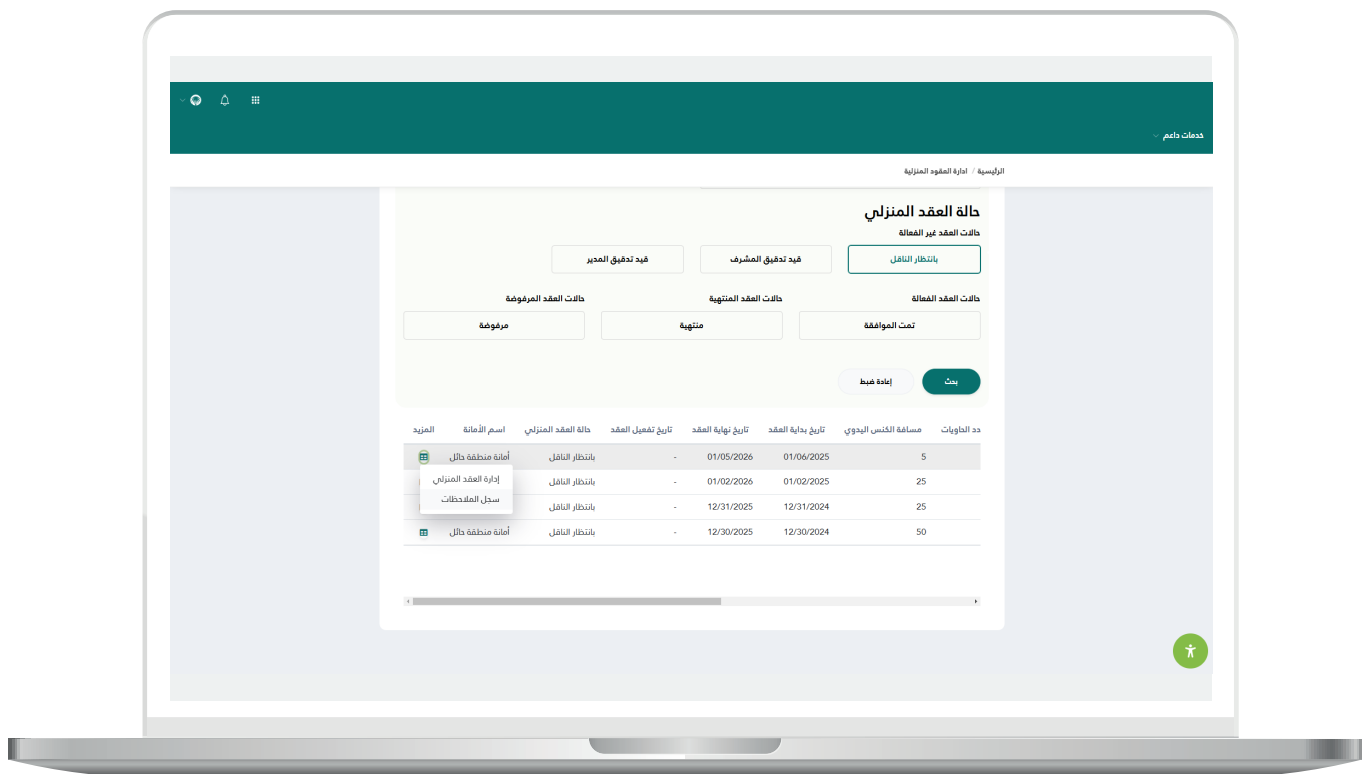 خدمات داعم
الرئيسية / ادارة العقود المنزلية
حالة العقد المنزلي
حالات العقد غير الفعالة
بانتظار الناقل
قيد تدقيق المشرف
قيد تدقيق المدير
حالات العقد الفعالة
حالات العقد المنتهية
حالات العقد المرفوضة
تمت الموافقة
منتهية
مرفوضة
بحث
إعادة ضبط
دد الحاويات مسافة الكنس اليدوي تاريخ بداية العقد تاريخ نهاية العقد تاريخ تفعيل العقد حالة العقد المنزلي اسم الأمانة المزيد
5 01/06/2025 01/05/2026 - بانتظار الناقل أمانة منطقة حائل
إدارة العقد المنزلي
25 01/02/2025 01/02/2026 - بانتظار الناقل
سجل الملاحظات
25 12/31/2024 12/31/2025 - بانتظار الناقل
50 12/30/2024 12/30/2025 - بانتظار الناقل أمانة منطقة حائل